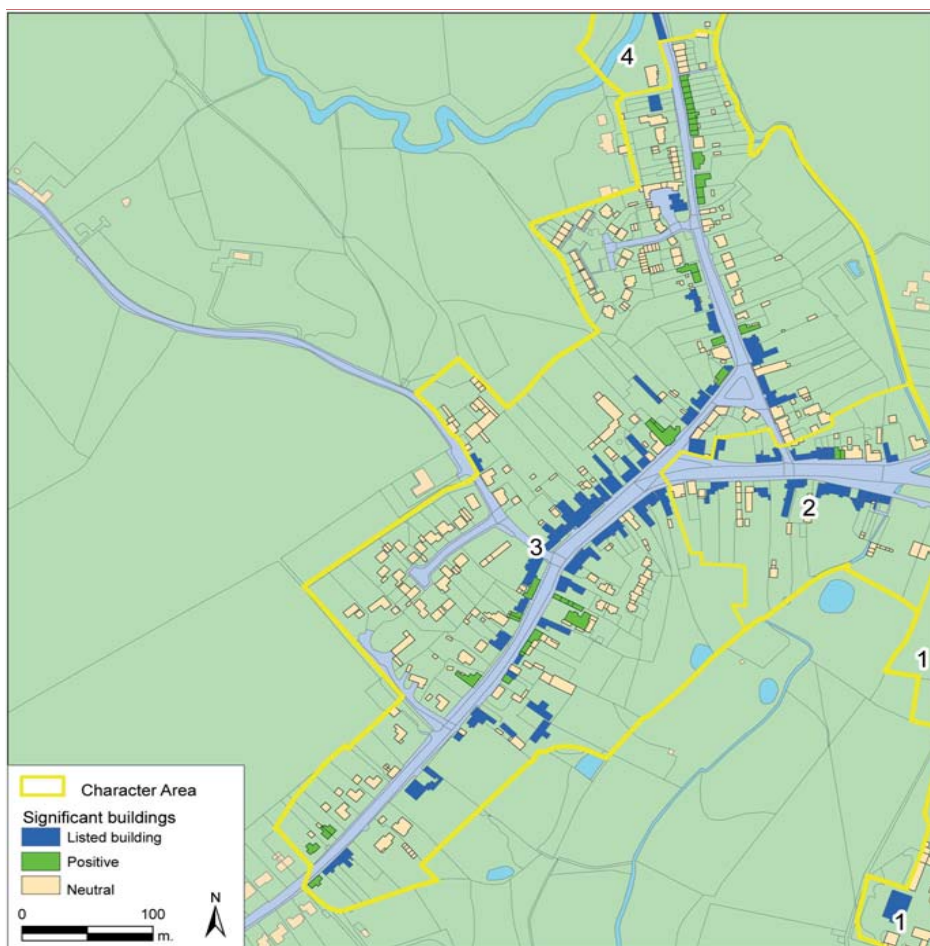 4
3
2
1
Character Area
Significant buildings
Listed building
Positive
Neutral
N
0 100
m.
1